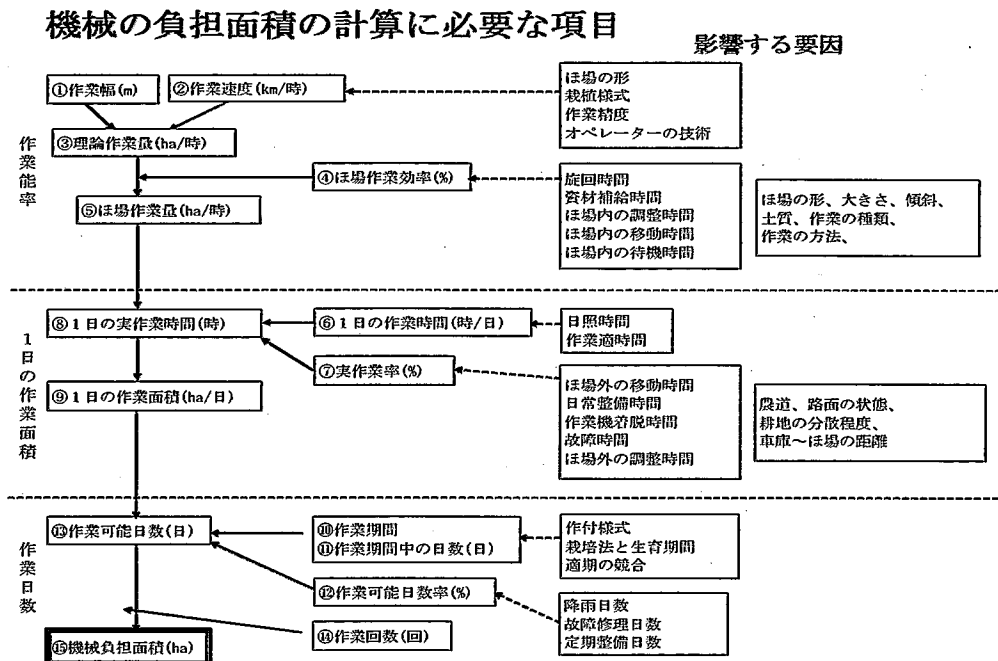 機械の負担面積の計算に必要な項目
影響する要因
作業能率
①作業幅(m)
②作業速度(km/時)
ほ場の形
栽植様式
作業精度
オペレーターの技術
③理論作業量(ha/時)
④ほ場作業効率(%)
旋回時間
資材補給時間
ほ場内の調整時間
ほ場内の移動時間
ほ場内の待機時間
ほ場の形、大きさ、傾斜、
土質、作業の種類、
作業の方法、
⑤ほ場作業量(ha/時)
1日の作業面積
⑧1日の実作業時間(時)
⑥1日の作業時間(時/日)
日照時間
作業適時間
⑦実作業率(%)
⑨1日の作業面積(ha/日)
ほ場外の移動時間
日常整備時間
作業機着脱時間
故障時間
ほ場外の調整時間
農道、路面の状態、
耕地の分散程度、
車庫～ほ場の距離
作業日数
⑬作業可能日数(日)
⑩作業期間
⑪作業期間中の日数(日)
作付様式
栽培法と生育期間
適期の競合
⑫作業可能日数率(%)
降雨日数
故障修理日数
定期整備日数
⑭作業回数(回)
⑮機械負担面積(ha)